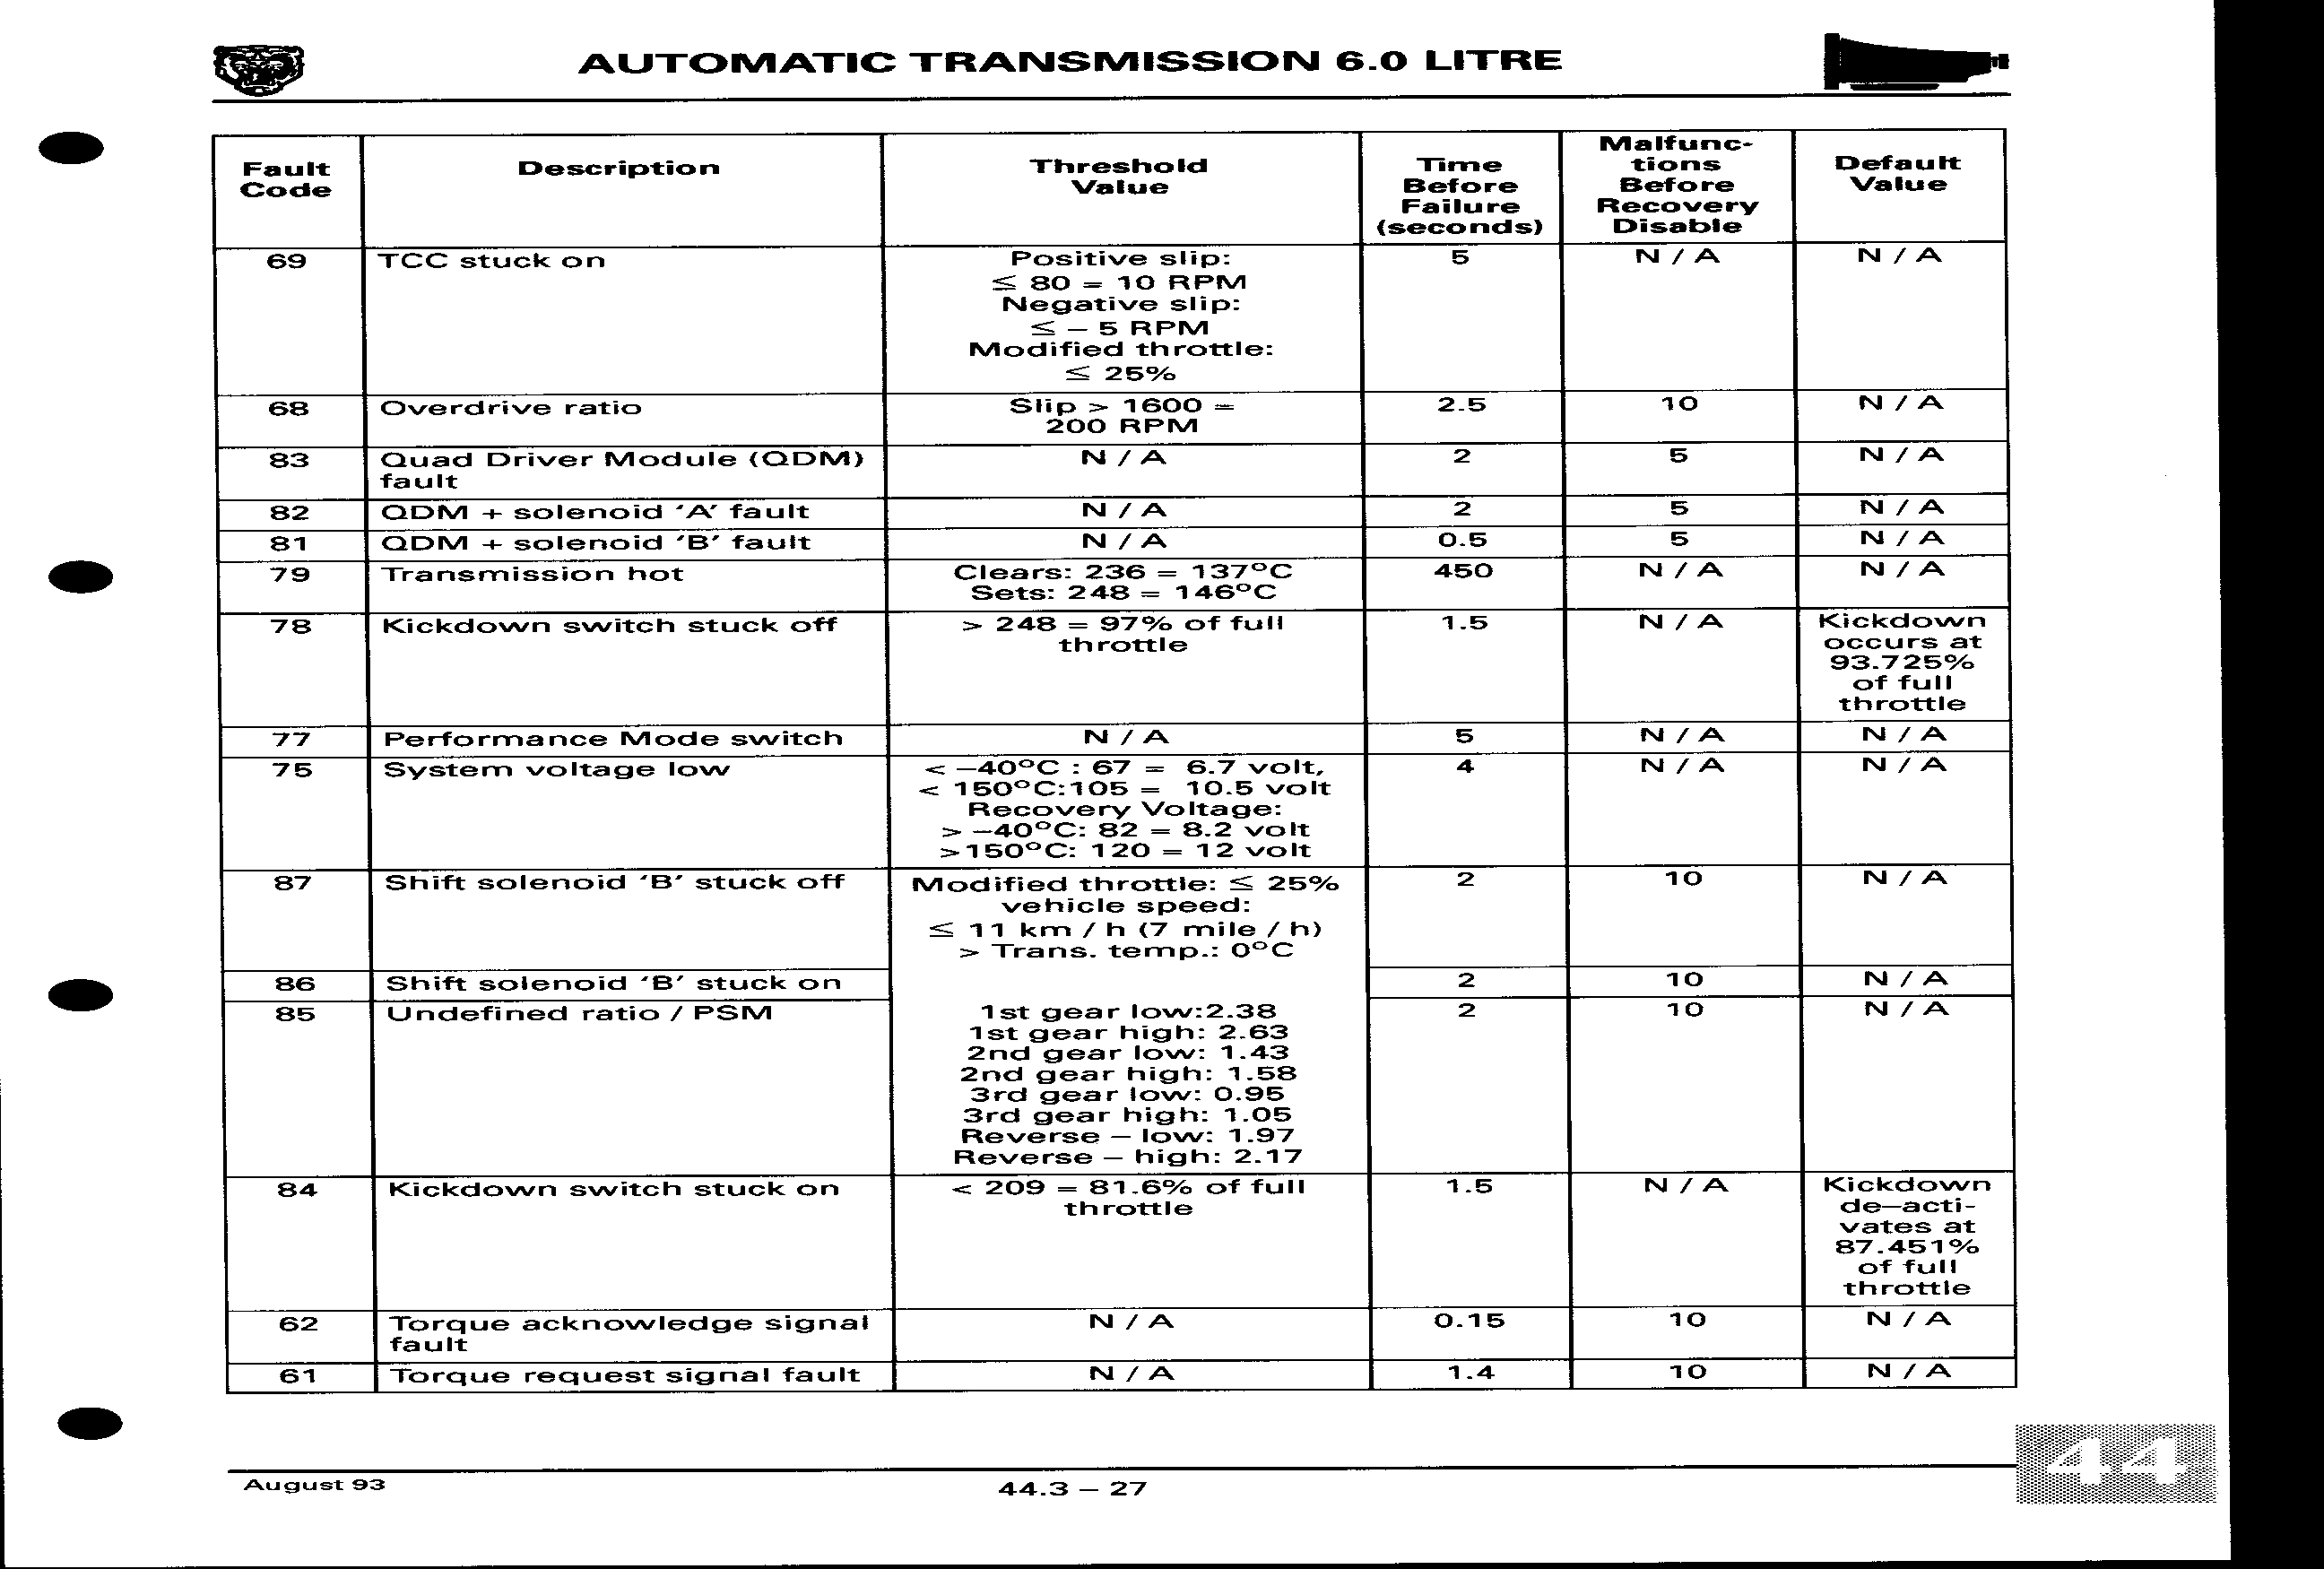 AUTOMATIC TRANSMISSION 6.0 LITRE
Fault Code
Description
Threshold Value
Time Before Failure (seconds)
Malfunc- tions Before Recovery Disable
Default Value
69 TCC stuck on Positive slip: 5 N / A N / A
≤ 80 = 10 RPM
Negative slip:
≤ – 5 RPM
Modified throttle:
≤ 25%
68 Overdrive ratio Slip > 1600 = 2.5 10 N / A
200 RPM
83 Quad Driver Module (QDM) N / A 2 5 N / A
fault
82 QDM + solenoid ‘A’ fault N / A 2 5 N / A
81 QDM + solenoid ‘B’ fault N / A 0.5 5 N / A
79 Transmission hot Clears: 236 = 137°C 450 N / A N / A
Sets: 248 = 146°C
78 Kickdown switch stuck off > 248 = 97% of full 1.5 N / A Kickdown
throttle occurs at
93.725%
of full
throttle
77 Performance Mode switch N / A 5 N / A N / A
75 System voltage low < –40°C : 67 = 6.7 volt, 4 N / A N / A
< 150°C:105 = 10.5 volt
Recovery Voltage:
> –40°C: 82 = 8.2 volt
>150°C: 120 = 12 volt
87 Shift solenoid ‘B’ stuck off Modified throttle: ≤ 25% 2 10 N / A
vehicle speed:
≤ 11 km / h (7 mile / h)
> Trans. temp.: 0°C
86 Shift solenoid ‘B’ stuck on 2 10 N / A
85 Undefined ratio / PSM 1st gear low:2.38 2 10 N / A
1st gear high: 2.63
2nd gear low: 1.43
2nd gear high: 1.58
3rd gear low: 0.95
3rd gear high: 1.05
Reverse – low: 1.97
Reverse – high: 2.17
84 Kickdown switch stuck on < 209 = 81.6% of full 1.5 N / A Kickdown
throttle de–acti-
vates at
87.451%
of full
throttle
62 Torque acknowledge signal N / A 0.15 10 N / A
fault
61 Torque request signal fault N / A 1.4 10 N / A
44
August 93 44.3 – 27